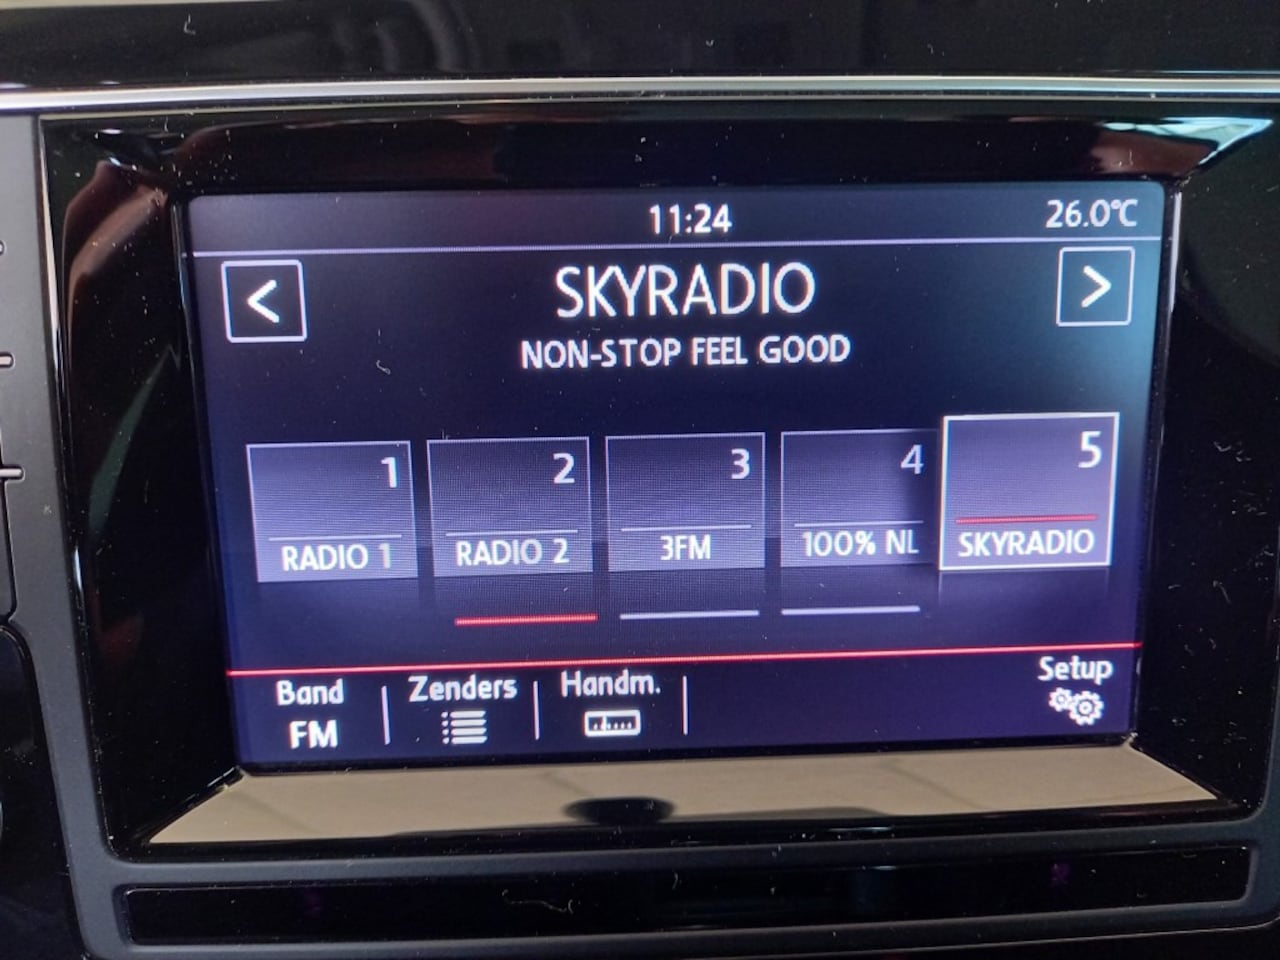 11:24 26.0°C
< SKYRADIO >
NON-STOP FEEL GOOD
1 2 3 4 5
RADIO 1 RADIO 2 3FM 100% NL SKYRADIO
Band Zenders Handm. Setup
FM